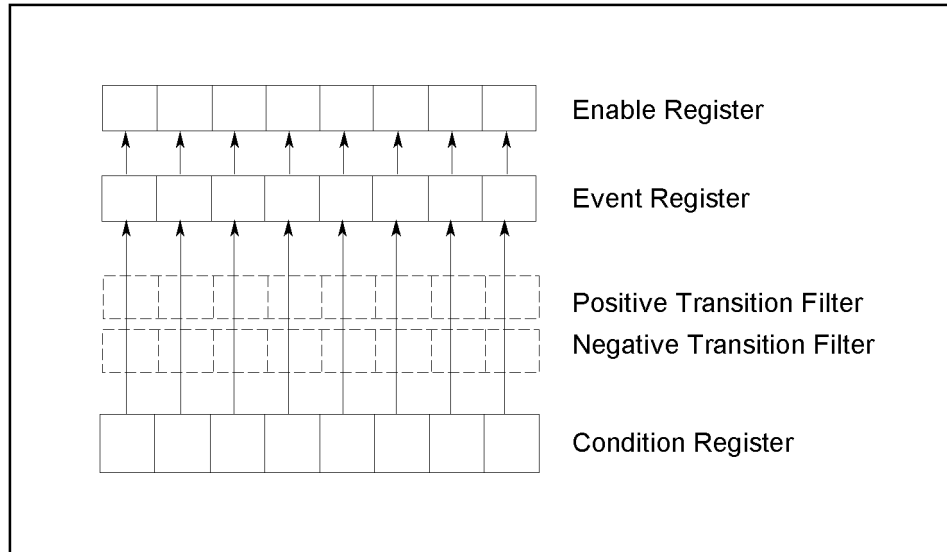 Enable Register
Event Register
Positive Transition Filter
Negative Transition Filter
Condition Register